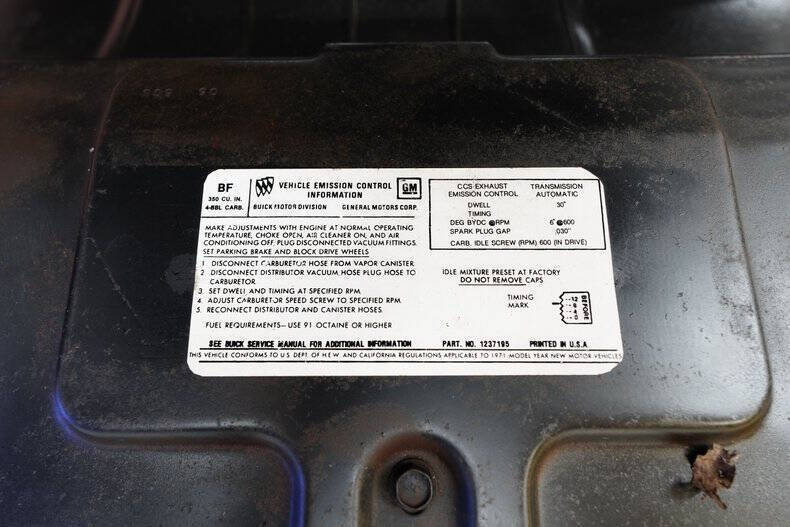 BF
350 CU. IN.
4-BBL CARB.
VEHICLE EMISSION CONTROL
INFORMATION
GM
BUICK MOTOR DIVISION GENERAL MOTORS CORP.
MAKE ADJUSTMENTS WITH ENGINE AT NORMAL OPERATING
TEMPERATURE, CHOKE OPEN, AIR CLEANER ON, AND AIR
CONDITIONING OFF. PLUG DISCONNECTED VACUUM FITTINGS.
SET PARKING BRAKE AND BLOCK DRIVE WHEELS
1. DISCONNECT CARBURETOR HOSE FROM VAPOR CANISTER
2. DISCONNECT DISTRIBUTOR VACUUM HOSE PLUG HOSE TO
CARBURETOR.
3. SET DWELL AND TIMING AT SPECIFIED RPM.
4. ADJUST CARBURETOR SPEED SCREW TO SPECIFIED RPM.
5. RECONNECT DISTRIBUTOR AND CANISTER HOSES.
FUEL REQUIREMENTS—USE 91 OCTAINE OR HIGHER
CCS EXHAUST TRANSMISSION
EMISSION CONTROL AUTOMATIC
DWELL 30°
TIMING
DEG BYDC @RPM 6°@600
SPARK PLUG GAP .030"
CARB. IDLE SCREW (RPM) 600 (IN DRIVE)
IDLE MIXTURE PRESET AT FACTORY
DO NOT REMOVE CAPS
TIMING
MARK
BEFORE
12 8 4 0
SEE BUICK SERVICE MANUAL FOR ADDITIONAL INFORMATION PART. NO. 1237195 PRINTED IN U.S.A.
THIS VEHICLE CONFORMS TO U.S. DEPT. OF H.E.W. AND CALIFORNIA REGULATIONS APPLICABLE TO 1971 MODEL YEAR NEW MOTOR VEHICLES